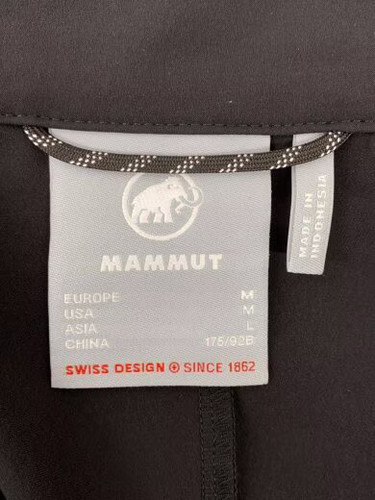 MAMMUT
EUROPE M
USA M
ASIA L
CHINA 175/92B
SWISS DESIGN SINCE 1862
MADE IN
INDONESIA